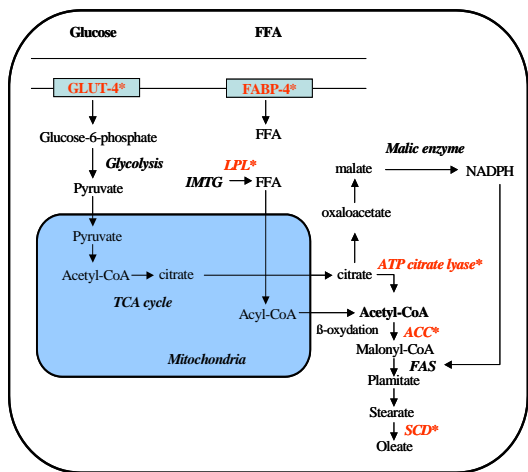 Glucose
FFA
GLUT-4*
FABP-4*
Glucose-6-phosphate
FFA
Glycolysis
LPL*
IMTG
FFA
Pyruvate
malate
Malic enzyme
NADPH
oxaloacetate
Pyruvate
Acetyl-CoA
citrate
citrate
ATP citrate lyase*
TCA cycle
Acyl-CoA
Acetyl-CoA
ß-oxydation
ACC*
Malonyl-CoA
Mitochondria
FAS
Plamitate
Stearate
SCD*
Oleate